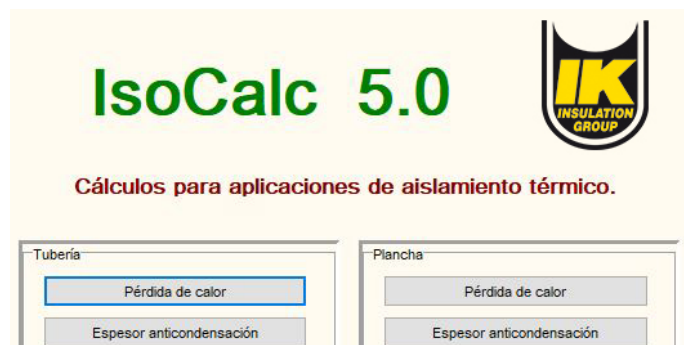 IsoCalc 5.0
IK
INSULATION
GROUP
Cálculos para aplicaciones de aislamiento térmico.
Tubería
Pérdida de calor
Espesor anticondensación
Plancha
Pérdida de calor
Espesor anticondensación